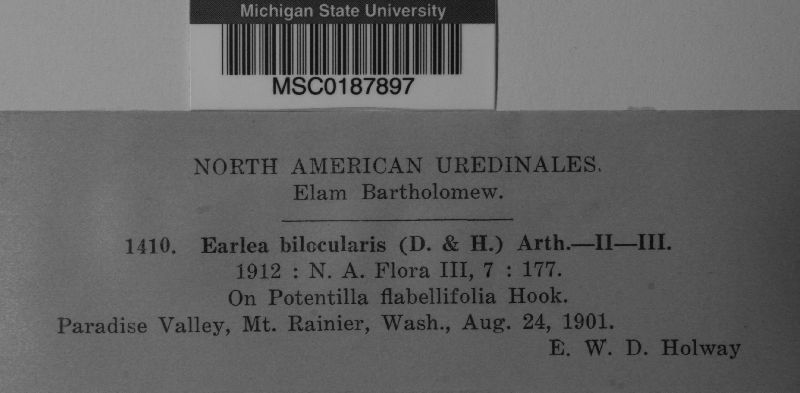 Michigan State University
MSC0187897
NORTH AMERICAN UREDINALES.
Elam Bartholomew.
1410. Earlea bilocularis (D. & H.) Arth.—II—III.
1912 : N. A. Flora III, 7 : 177.
On Potentilla flabellifolia Hook.
Paradise Valley, Mt. Rainier, Wash., Aug. 24, 1901.
E. W. D. Holway